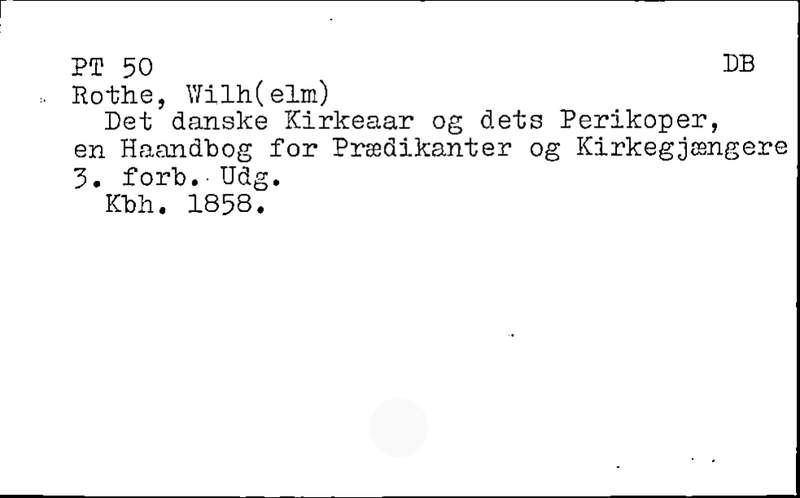 PT 50 DB
Rothe, Wilh(elm)
Det danske Kirkeaar og dets Perikoper,
en Haandbog for Prædikanter og Kirkegjængere
3. forb. Udg.
Kbh. 1858.